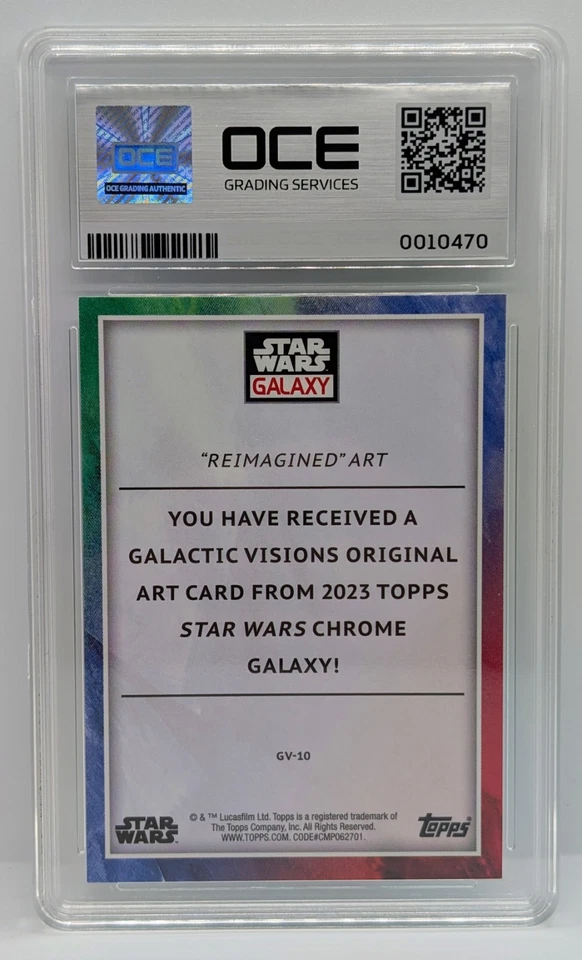 OCE
OCE GRADING AUTHENTIC
OCE
GRADING SERVICES
0010470
STAR
WARS
GALAXY
“REIMAGINED” ART
YOU HAVE RECEIVED A
GALACTIC VISIONS ORIGINAL
ART CARD FROM 2023 TOPPS
STAR WARS CHROME
GALAXY!
GV-10
STAR
WARS
© & ™ Lucasfilm Ltd. Topps is a registered trademark of
The Topps Company, Inc. All Rights Reserved.
WWW.TOPPS.COM. CODE#CMP062701.
Topps